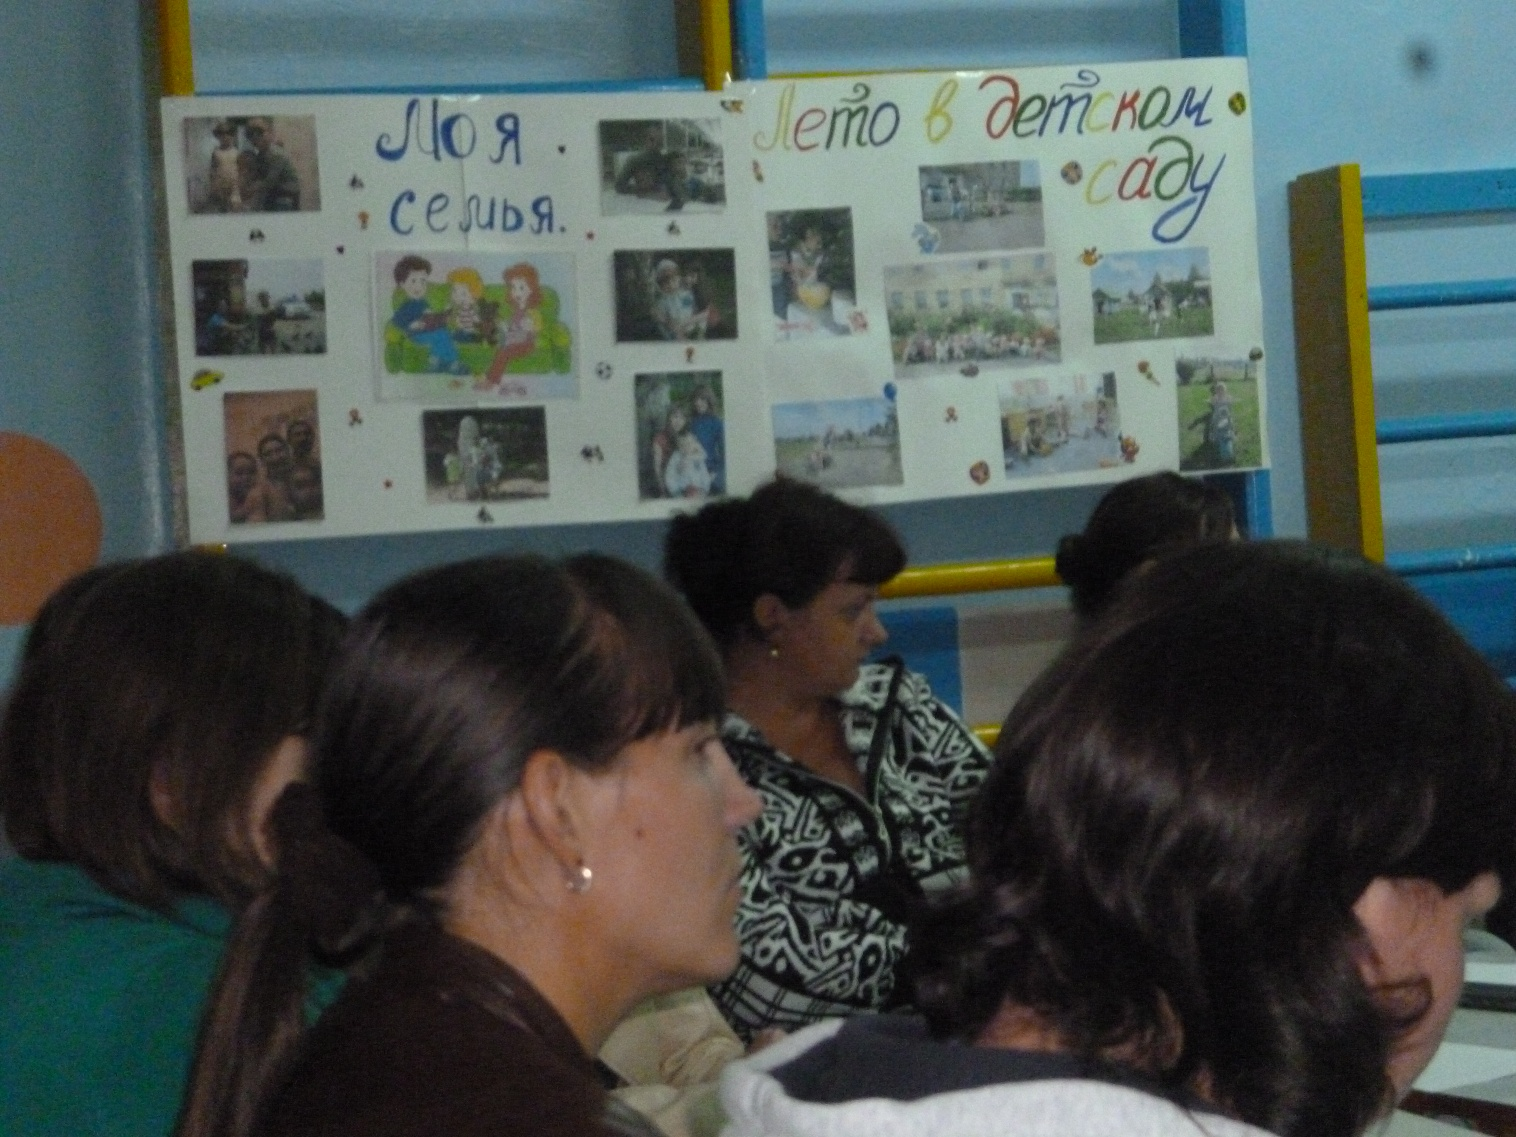 Моя
семья.
Лето в детском
саду